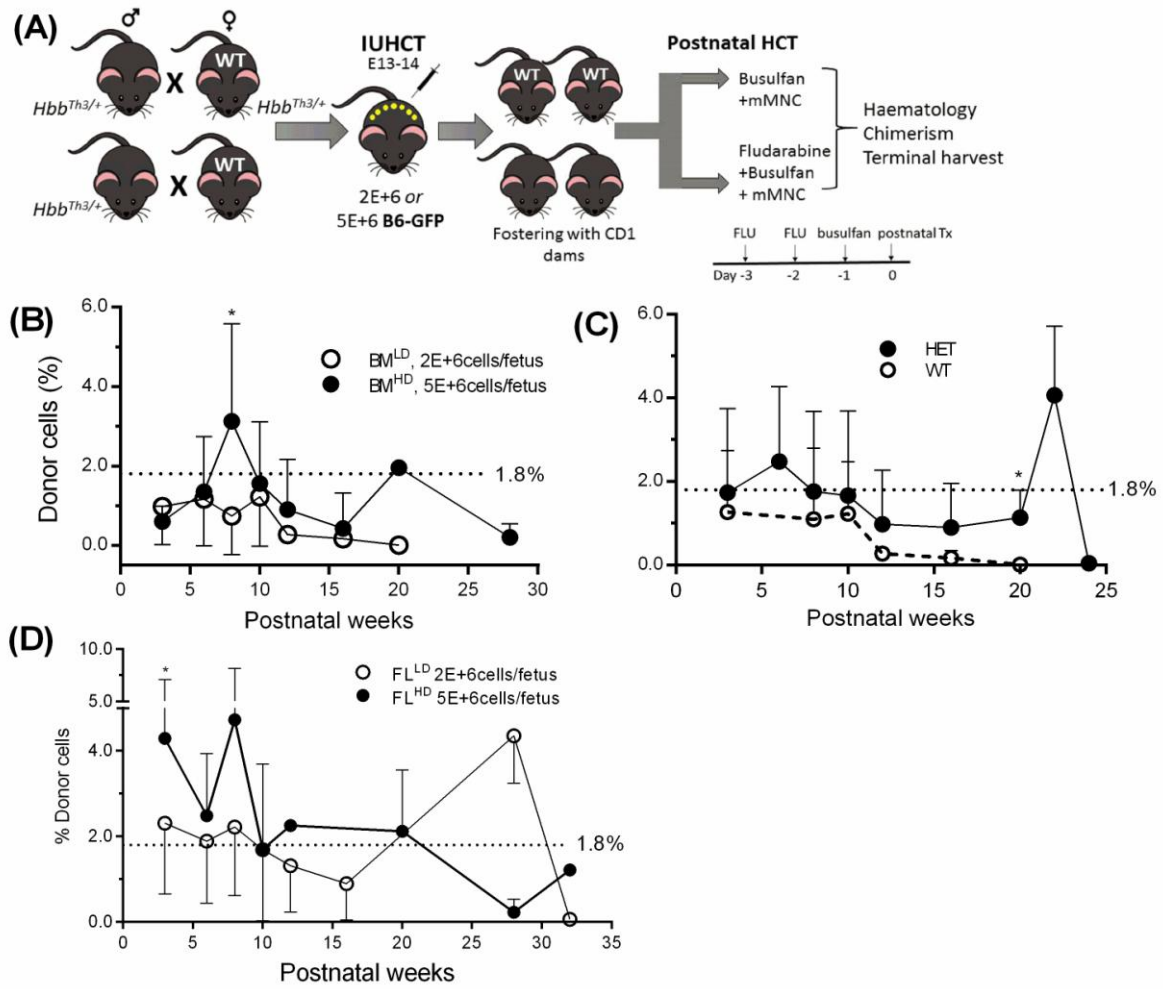 (A)
♂
♀
WT
X
Hbb^Th3/+
WT
X
Hbb^Th3/+
Hbb^Th3/+
IUHCT
E13-14
2E+6 or
5E+6 B6-GFP
WT
WT
Fostering with CD1
dams
Postnatal HCT
Busulfan
+mMNC
Fludarabine
+Busulfan
+ mMNC
Haematology
Chimerism
Terminal harvest
FLU FLU busulfan postnatal Tx
Day -3 -2 -1 0
(B)
6.0
4.0
2.0
0.0
Donor cells (%)
*
BM^LD, 2E+6cells/fetus
BM^HD, 5E+6cells/fetus
1.8%
0 5 10 15 20 25 30
Postnatal weeks
(C)
6.0
4.0
2.0
0.0
HET
WT
*
1.8%
0 5 10 15 20 25
Postnatal weeks
(D)
10.0
5.0
4.0
2.0
0.0
% Donor cells
*
FL^LD 2E+6cells/fetus
FL^HD 5E+6cells/fetus
1.8%
0 5 10 15 20 25 30 35
Postnatal weeks